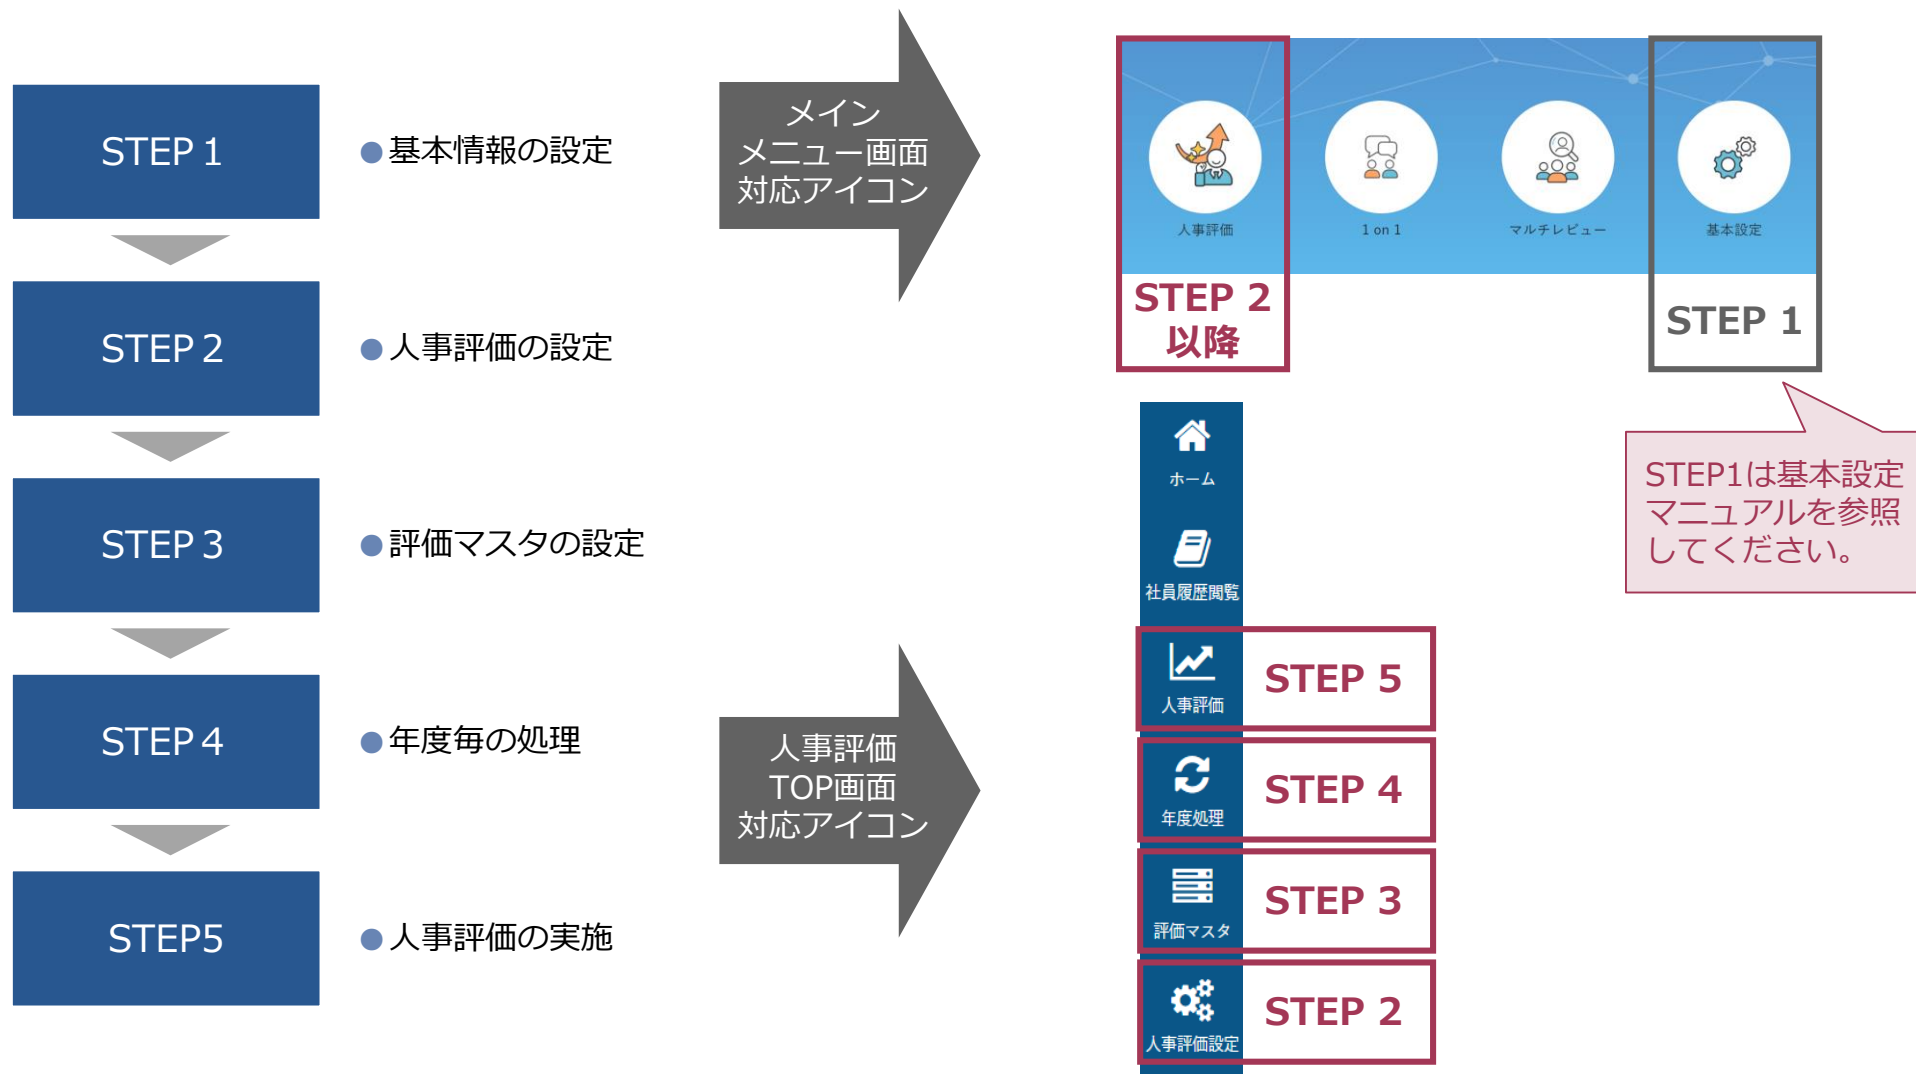 STEP 1
●基本情報の設定
STEP 2
●人事評価の設定
STEP 3
●評価マスタの設定
STEP 4
●年度毎の処理
STEP5
●人事評価の実施
メイン
メニュー画面
対応アイコン
人事評価
1 on 1
マルチレビュー
基本設定
STEP 2
以降
STEP 1
STEP1は基本設定
マニュアルを参照
してください。
人事評価
TOP画面
対応アイコン
ホーム
社員履歴閲覧
人事評価
STEP 5
年度処理
STEP 4
評価マスタ
STEP 3
人事評価設定
STEP 2